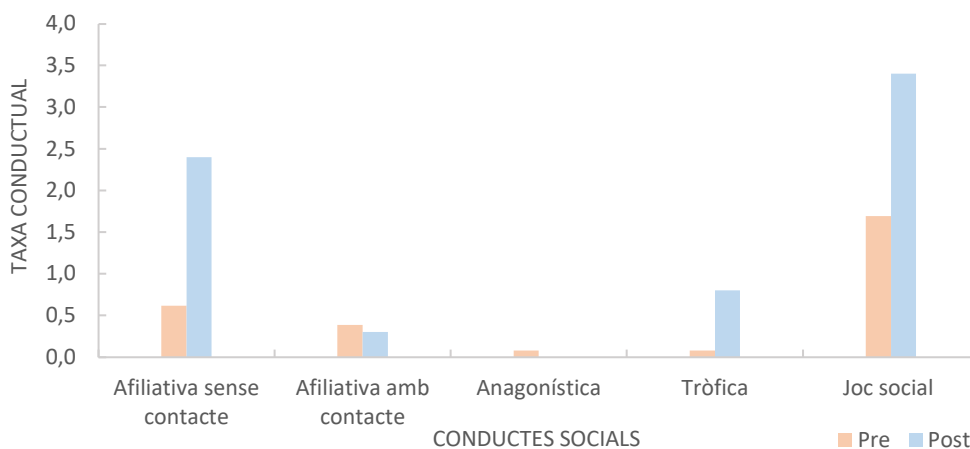 4,0
3,5
3,0
2,5
2,0
1,5
1,0
0,5
0,0
TAXA CONDUCTUAL
Afiliativa sense
contacte
Afiliativa amb
contacte
Anagonística
Tròfica
Joc social
CONDUCTES SOCIALS
Pre
Post